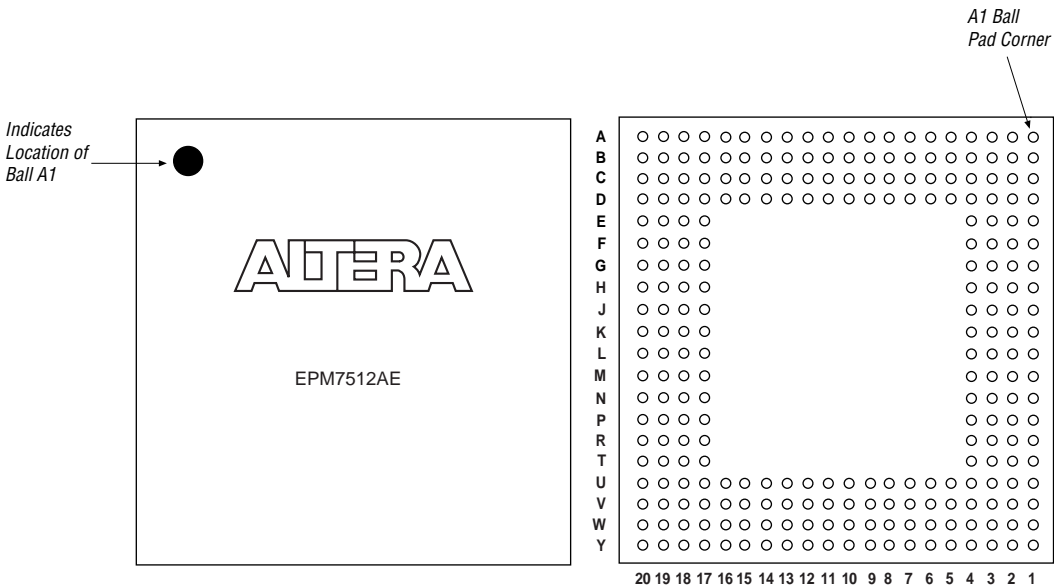 A1 Ball
Pad Corner
Indicates
Location of
Ball A1
ALTERA
EPM7512AE
A
B
C
D
E
F
G
H
J
K
L
M
N
P
R
T
U
V
W
Y
20 19 18 17 16 15 14 13 12 11 10 9 8 7 6 5 4 3 2 1